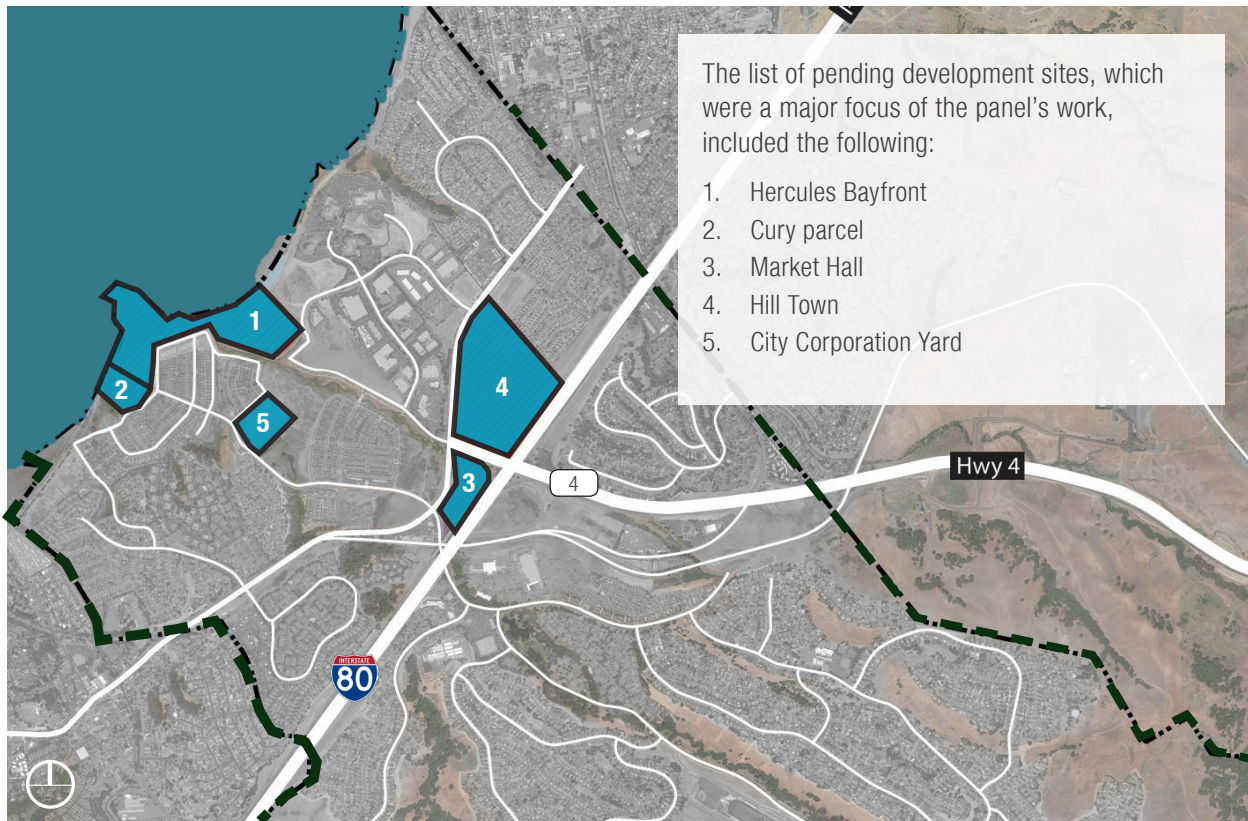 The list of pending development sites, which
were a major focus of the panel's work,
included the following:
1. Hercules Bayfront
2. Cury parcel
3. Market Hall
4. Hill Town
5. City Corporation Yard
1
2
4
5
3
4
Hwy 4
INTERSTATE
80